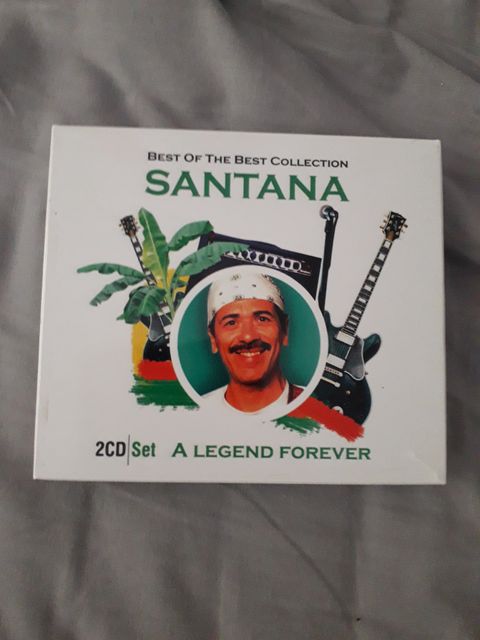 BEST OF THE BEST COLLECTION
SANTANA
2CD Set A LEGEND FOREVER